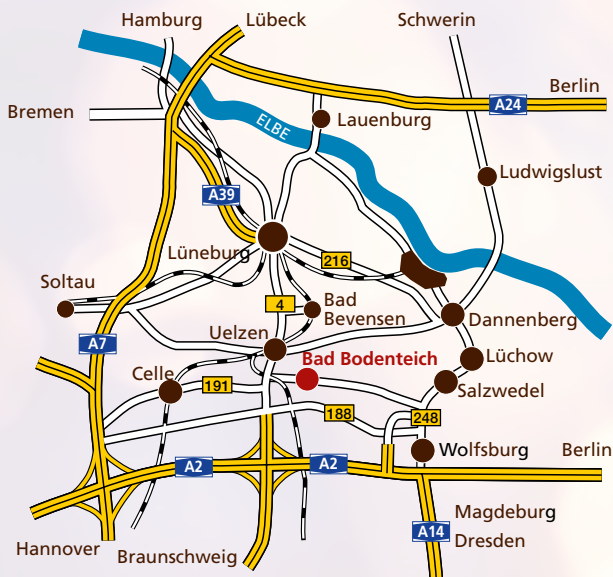 Hamburg
Lübeck
Schwerin
Berlin
A24
Bremen
ELBE
Lauenburg
Ludwigslust
A39
Lüneburg
216
Soltau
4
Bad
Bevensen
Dannenberg
A7
Uelzen
Bad Bodenteich
Lüchow
Celle
191
Salzwedel
188
248
Wolfsburg
A2
A2
Berlin
Magdeburg
A14
Dresden
Hannover
Braunschweig